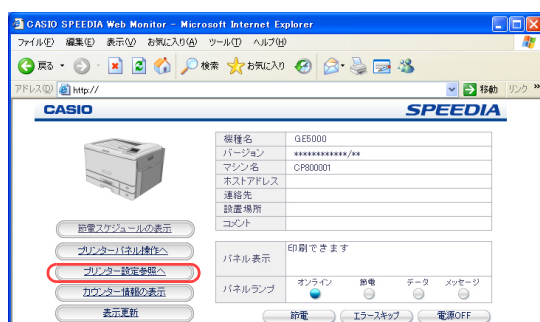 CASIO SPEEDIA Web Monitor - Microsoft Internet Explorer
ファイル(F) 編集(E) 表示(V) お気に入り(A) ツール(T) ヘルプ(H)
戻る 検索 お気に入り
アドレス(D) http:// 移動 リンク »
CASIO SPEEDIA
機種名 GE5000
バージョン ************/**
マシン名 CP800001
ホストアドレス
連絡先
設置場所
コメント
節電スケジュールの表示
プリンターパネル操作へ
プリンター設定参照へ
カウンター情報の表示
表示更新
パネル表示 印刷できます
パネルランプ オンライン 節電 データ メッセージ
節電 エラースキップ 電源OFF